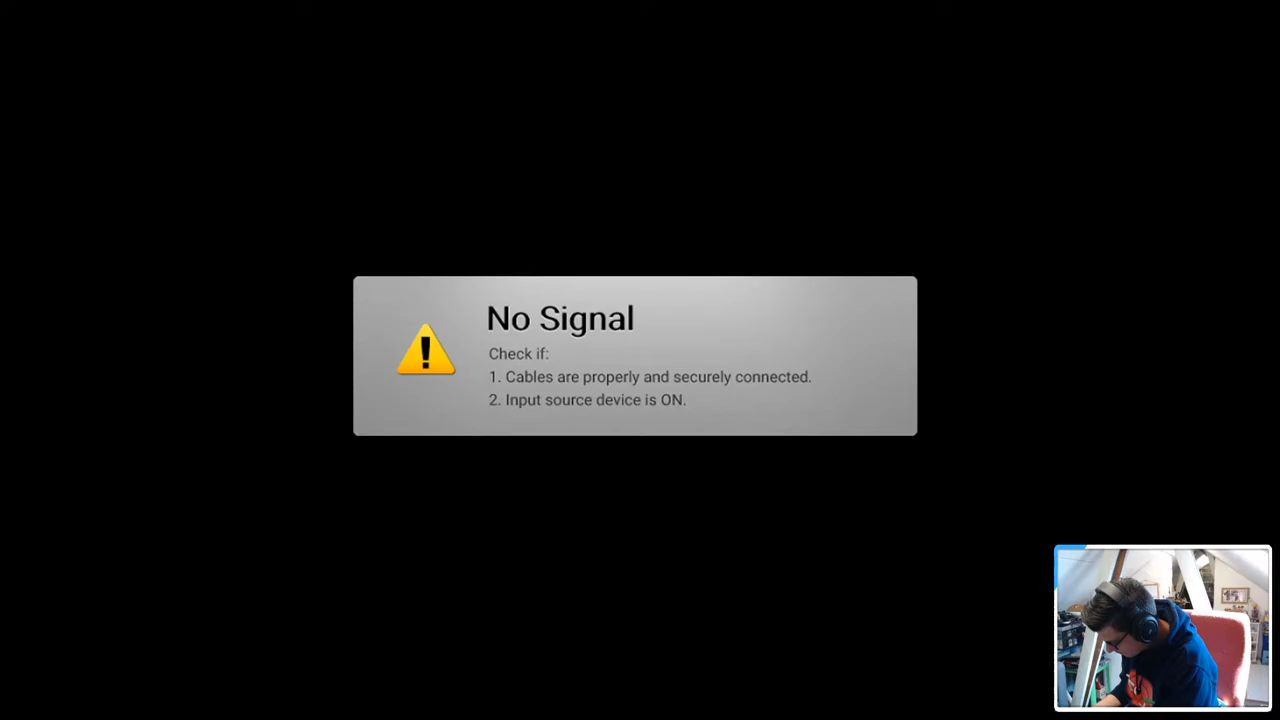 No Signal
Check if:
1. Cables are properly and securely connected.
2. Input source device is ON.